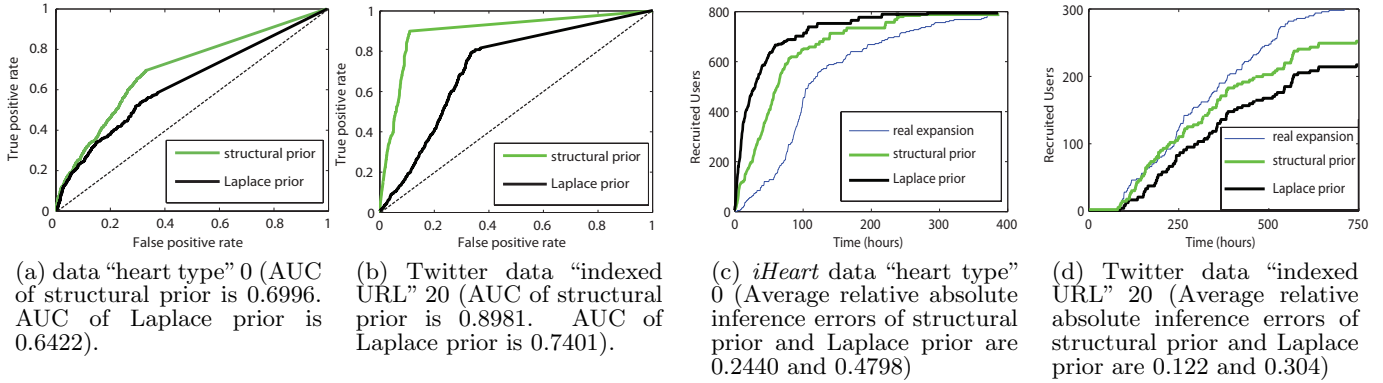 True positive rate
1
0.8
0.6
0.4
0.2
0
0 0.2 0.4 0.6 0.8 1
False positive rate
structural prior
Laplace prior
True positive rate
1
0.8
0.6
0.4
0.2
0
0 0.2 0.4 0.6 0.8 1
False positive rate
structural prior
Laplace prior
Recruited Users
800
600
400
200
0
0 100 200 300 400
Time (hours)
real expansion
structural prior
Laplace prior
Recruited Users
300
200
100
0
0 250 500 750
Time (hours)
real expansion
structural prior
Laplace prior
(a) data “heart type” 0 (AUC
of structural prior is 0.6996.
AUC of Laplace prior is
0.6422).
(b) Twitter data “indexed
URL” 20 (AUC of structural
prior is 0.8981. AUC of
Laplace prior is 0.7401).
(c) iHeart data “heart type”
0 (Average relative absolute
inference errors of structural
prior and Laplace prior are
0.2440 and 0.4798)
(d) Twitter data “indexed
URL” 20 (Average relative
absolute inference errors of
structural prior and Laplace
prior are 0.122 and 0.304)